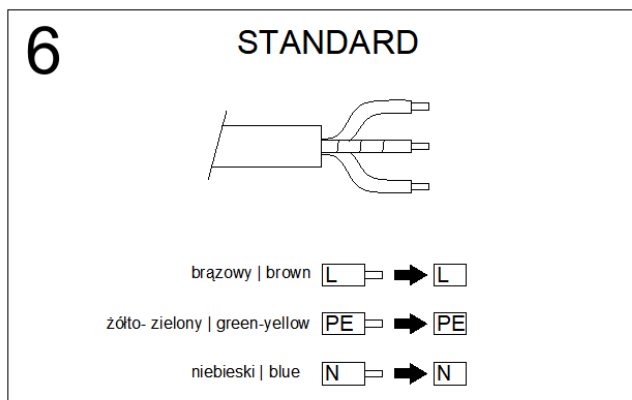 6 STANDARD
brązowy | brown L L
żółto- zielony | green-yellow PE PE
niebieski | blue N N